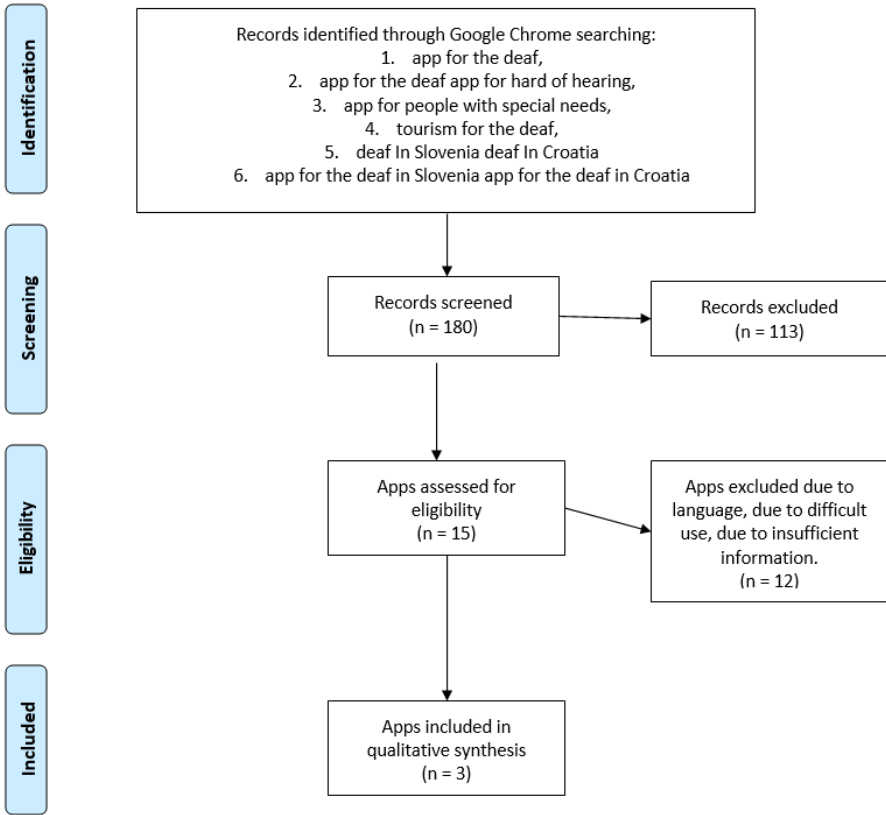 Identification
Records identified through Google Chrome searching:
1. app for the deaf,
2. app for the deaf app for hard of hearing,
3. app for people with special needs,
4. tourism for the deaf,
5. deaf In Slovenia deaf In Croatia
6. app for the deaf in Slovenia app for the deaf in Croatia
Screening
Records screened
(n = 180)
Records excluded
(n = 113)
Eligibility
Apps assessed for
eligibility
(n = 15)
Apps excluded due to
language, due to difficult
use, due to insufficient
information.
(n = 12)
Included
Apps included in
qualitative synthesis
(n = 3)